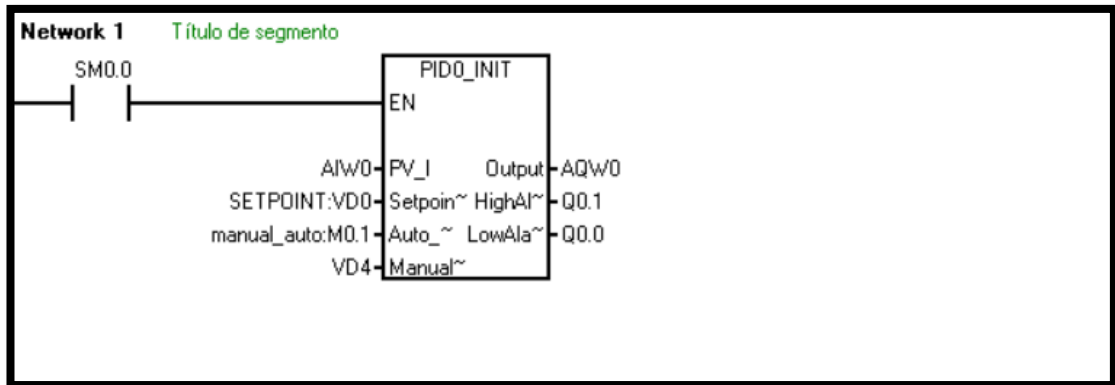 Network 1 Título de segmento
SM0.0
PID0_INIT
EN
AIW0 PV_I Output AQW0
SETPOINT:VD0 Setpoin~ HighAl~ Q0.1
manual_auto:M0.1 Auto_~ LowAla~ Q0.0
VD4 Manual~